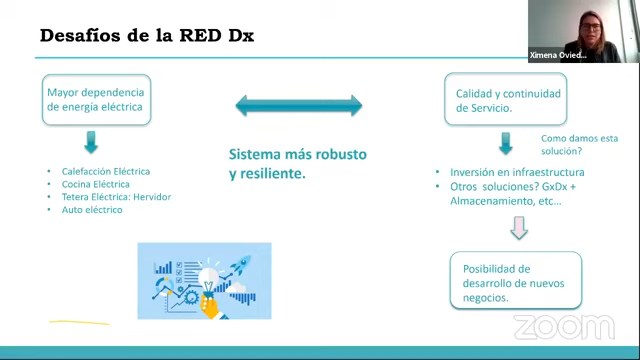 Desafíos de la RED Dx
Ximena Ovied...
Mayor dependencia
de energía eléctrica
Calidad y continuidad
de Servicio.
Como damos esta
solución?
Sistema más robusto
y resiliente.
• Calefacción Eléctrica
• Cocina Eléctrica
• Tetera Eléctrica: Hervidor
• Auto eléctrico
• Inversión en infraestructura
• Otros soluciones? GxDx +
Almacenamiento, etc...
Posibilidad de
desarrollo de nuevos
negocios.
zoom